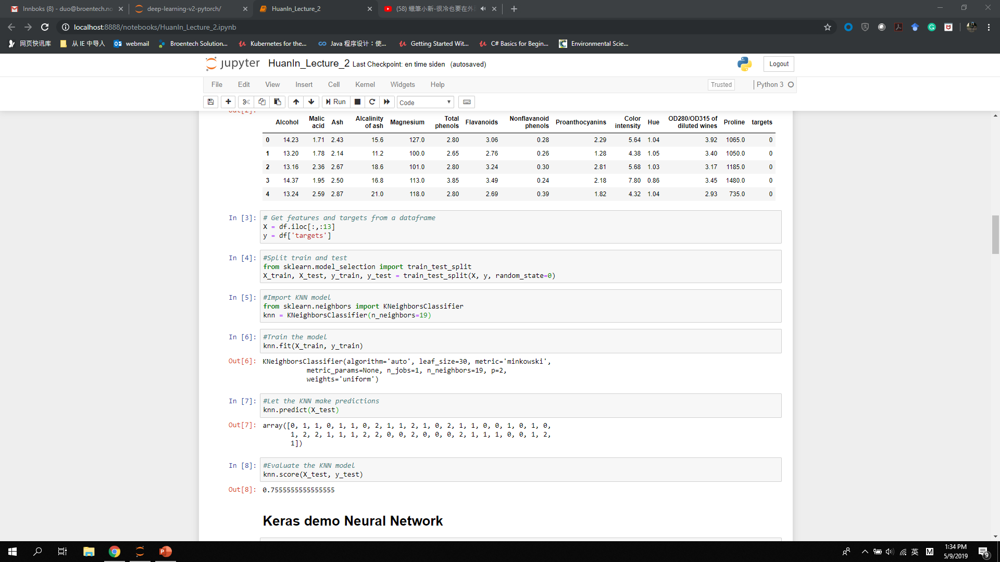 Innboks (8) - duo@broentech.no
deep-learning-v2-pytorch/
HuanIn_Lecture_2
(58) 蠟筆小新-很冷也要在外
localhost:8888/notebooks/HuanIn_Lecture_2.ipynb
网页快讯库
从 IE 中导入
webmail
Broentech Solution...
Kubernetes for the...
Java 程序设计：使...
Getting Started Wit...
C# Basics for Begin...
Environmental Scie...
jupyter HuanIn_Lecture_2 Last Checkpoint: en time siden (autosaved)
Logout
File Edit View Insert Cell Kernel Widgets Help
Trusted
Python 3
Run
Code
Out[2]:
Alcohol Malic acid Ash Alcalinity of ash Magnesium Total phenols Flavanoids Nonflavanoid phenols Proanthocyanins Color intensity Hue OD280/OD315 of diluted wines Proline targets
0 14.23 1.71 2.43 15.6 127.0 2.80 3.06 0.28 2.29 5.64 1.04 3.92 1065.0 0
1 13.20 1.78 2.14 11.2 100.0 2.65 2.76 0.26 1.28 4.38 1.05 3.40 1050.0 0
2 13.16 2.36 2.67 18.6 101.0 2.80 3.24 0.30 2.81 5.68 1.03 3.17 1185.0 0
3 14.37 1.95 2.50 16.8 113.0 3.85 3.49 0.24 2.18 7.80 0.86 3.45 1480.0 0
4 13.24 2.59 2.87 21.0 118.0 2.80 2.69 0.39 1.82 4.32 1.04 2.93 735.0 0
In [3]: # Get features and targets from a dataframe
X = df.iloc[:,:13]
y = df['targets']
In [4]: #Split train and test
from sklearn.model_selection import train_test_split
X_train, X_test, y_train, y_test = train_test_split(X, y, random_state=0)
In [5]: #Import KNN model
from sklearn.neighbors import KNeighborsClassifier
knn = KNeighborsClassifier(n_neighbors=19)
In [6]: #Train the model
knn.fit(X_train, y_train)
Out[6]: KNeighborsClassifier(algorithm='auto', leaf_size=30, metric='minkowski',
metric_params=None, n_jobs=1, n_neighbors=19, p=2,
weights='uniform')
In [7]: #Let the KNN make predictions
knn.predict(X_test)
Out[7]: array([0, 1, 1, 0, 1, 1, 0, 2, 1, 1, 2, 1, 0, 2, 1, 1, 0, 0, 1, 0, 1, 0,
1, 2, 2, 1, 1, 1, 2, 2, 0, 0, 2, 0, 0, 0, 2, 1, 1, 1, 0, 0, 1, 2,
1])
In [8]: #Evaluate the KNN model
knn.score(X_test, y_test)
Out[8]: 0.7555555555555555
Keras demo Neural Network
英
M
1:34 PM
5/9/2019
9